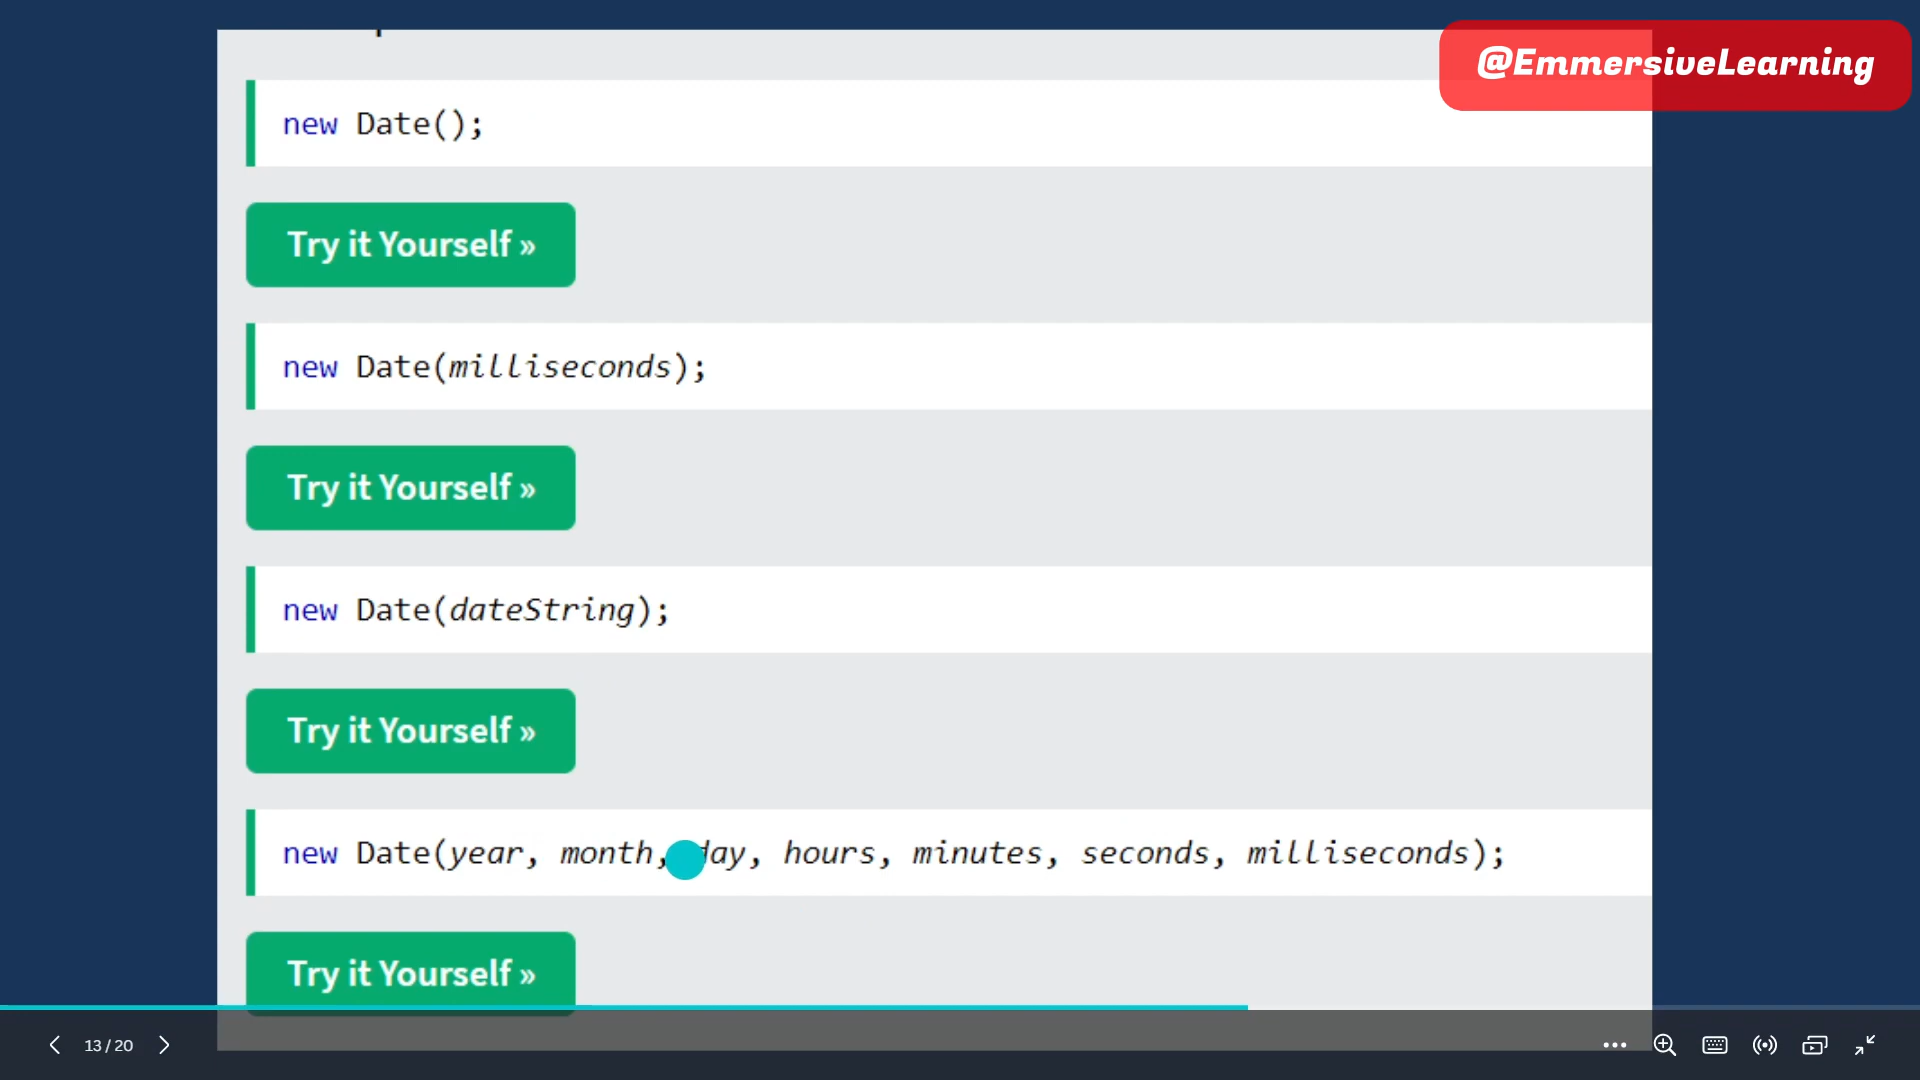 @EmmersiveLearning
new Date();
Try it Yourself »
new Date(milliseconds);
Try it Yourself »
new Date(dateString);
Try it Yourself »
new Date(year, month, day, hours, minutes, seconds, milliseconds);
Try it Yourself »
13 / 20